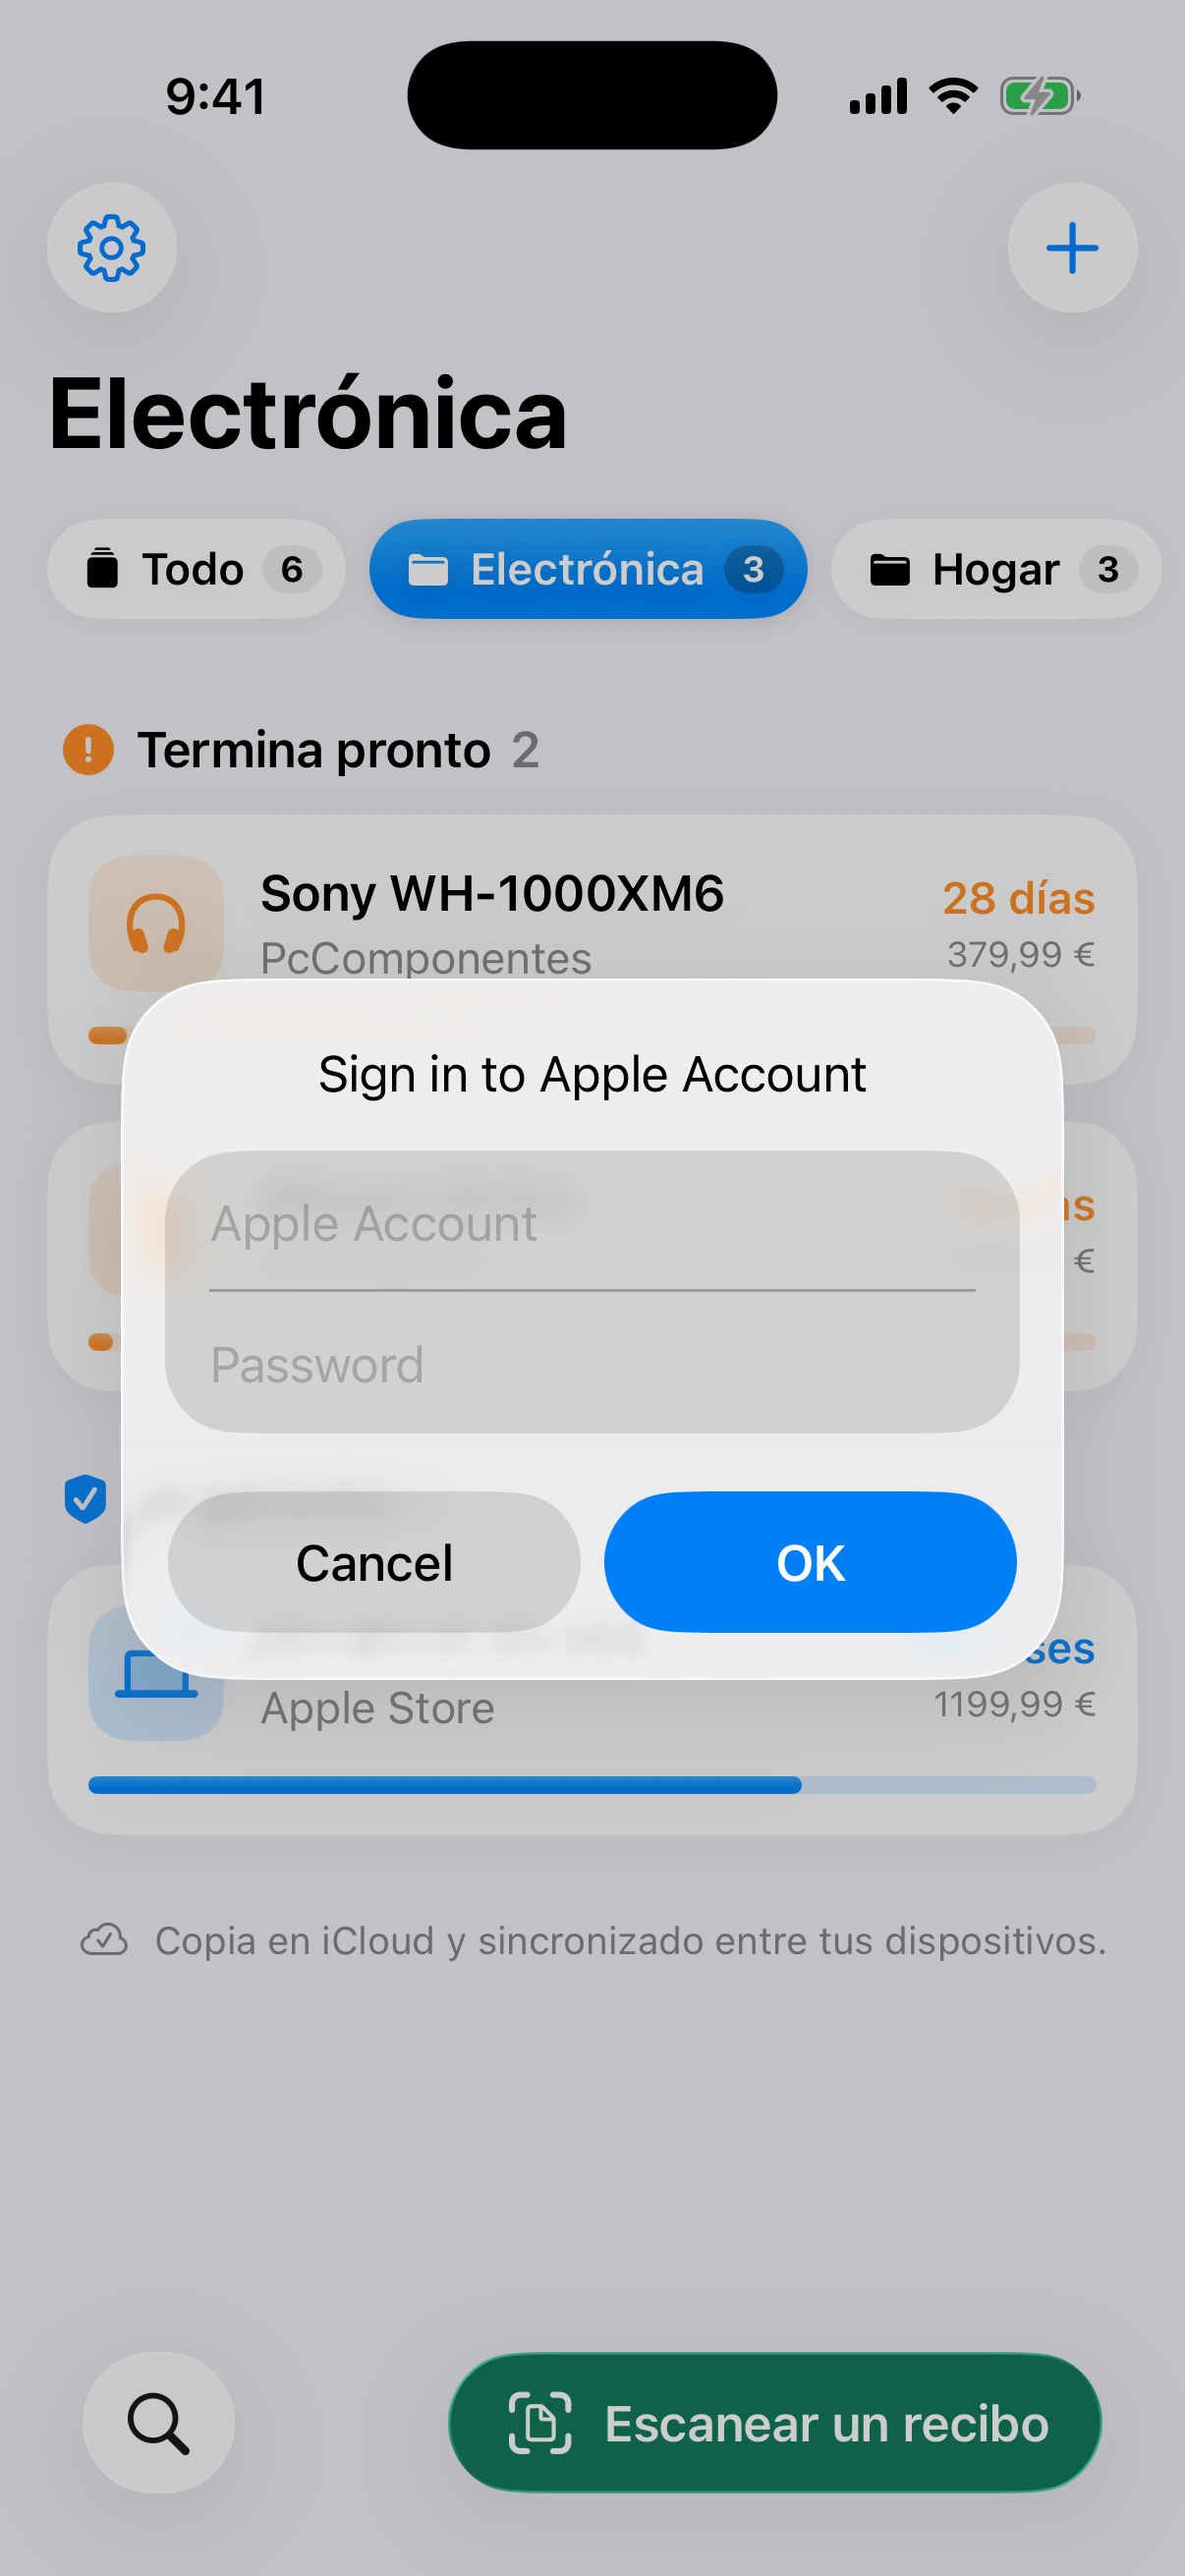 9:41
Electrónica
Todo 6
Electrónica 3
Hogar 3
Termina pronto 2
Sony WH-1000XM6
28 días
PcComponentes
379,99 €
Sign in to Apple Account
Apple Account
€
Password
Cancel
OK
Apple Store
1199,99 €
Copia en iCloud y sincronizado entre tus dispositivos.
Escanear un recibo